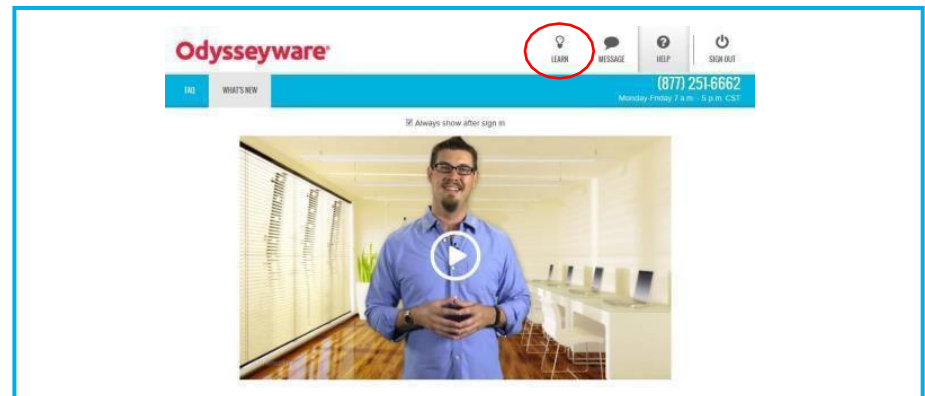 Odysseyware
LEARN MESSAGE HELP SIGN OUT
FAQ WHAT'S NEW
(877) 251-6662
Monday-Friday 7 a.m. - 5 p.m. CST
Always show after sign in